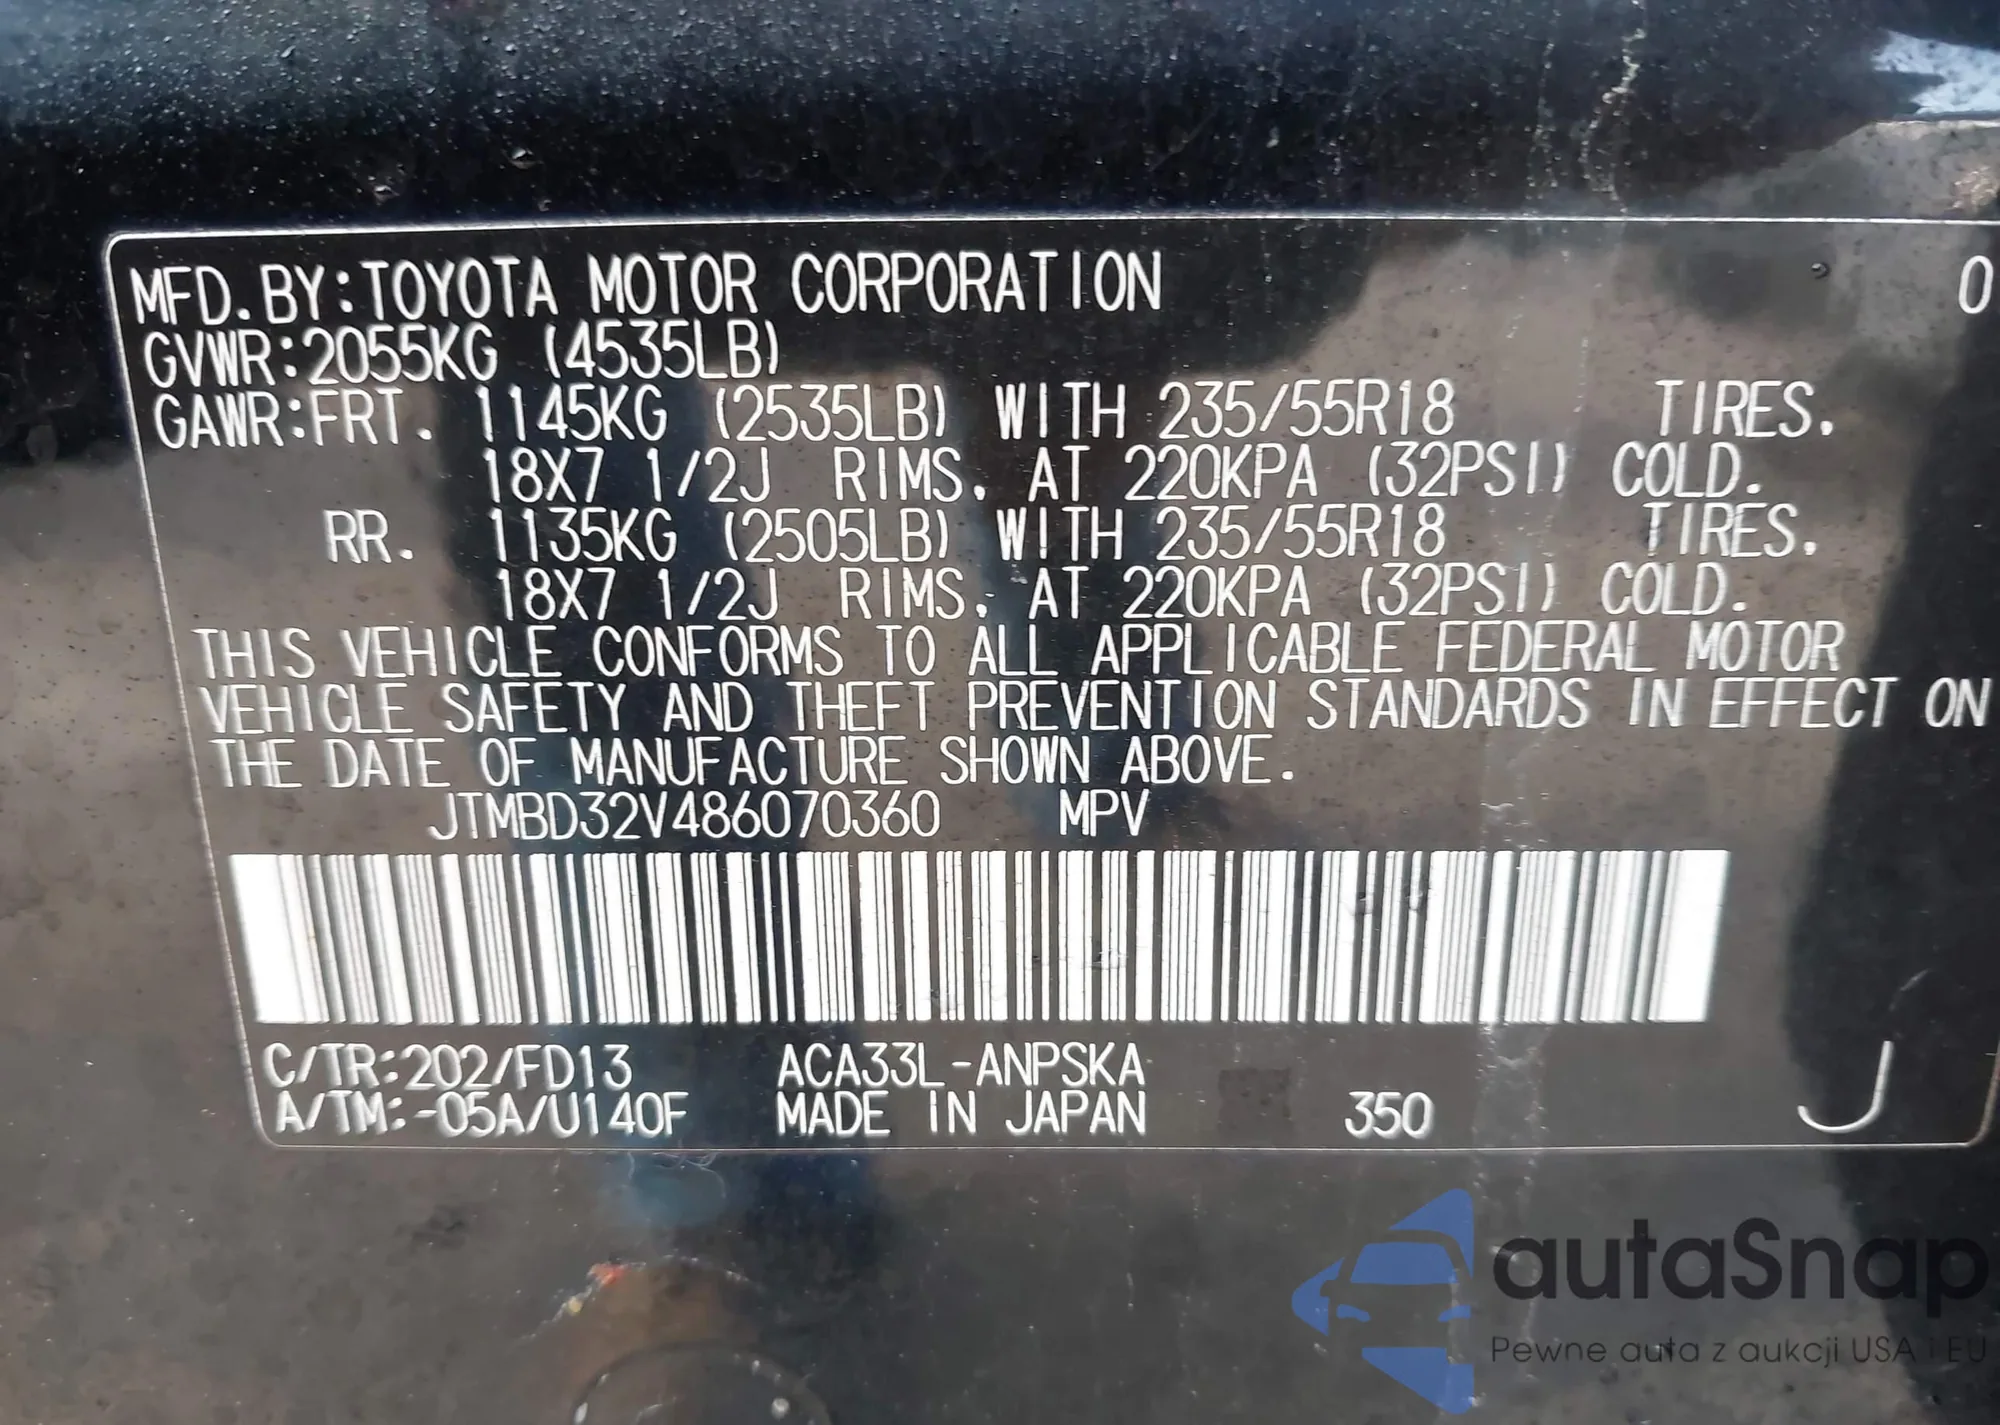 MFD. BY:TOYOTA MOTOR CORPORATION 0
GVWR:2055KG (4535LB)
GAWR:FRT. 1145KG (2535LB) WITH 235/55R18 TIRES.
18X7 1/2J RIMS, AT 220KPA (32PSI) COLD.
RR. 1135KG (2505LB) WITH 235/55R18 TIRES.
18X7 1/2J RIMS, AT 220KPA (32PSI) COLD.
THIS VEHICLE CONFORMS TO ALL APPLICABLE FEDERAL MOTOR
VEHICLE SAFETY AND THEFT PREVENTION STANDARDS IN EFFECT ON
THE DATE OF MANUFACTURE SHOWN ABOVE.
JTMBD32V486070360 MPV
C/TR:202/FD13 ACA33L-ANPSKA
A/TM:-05A/U140F MADE IN JAPAN 350 J
autaSnap
Pewne auta z aukcji USA i EU